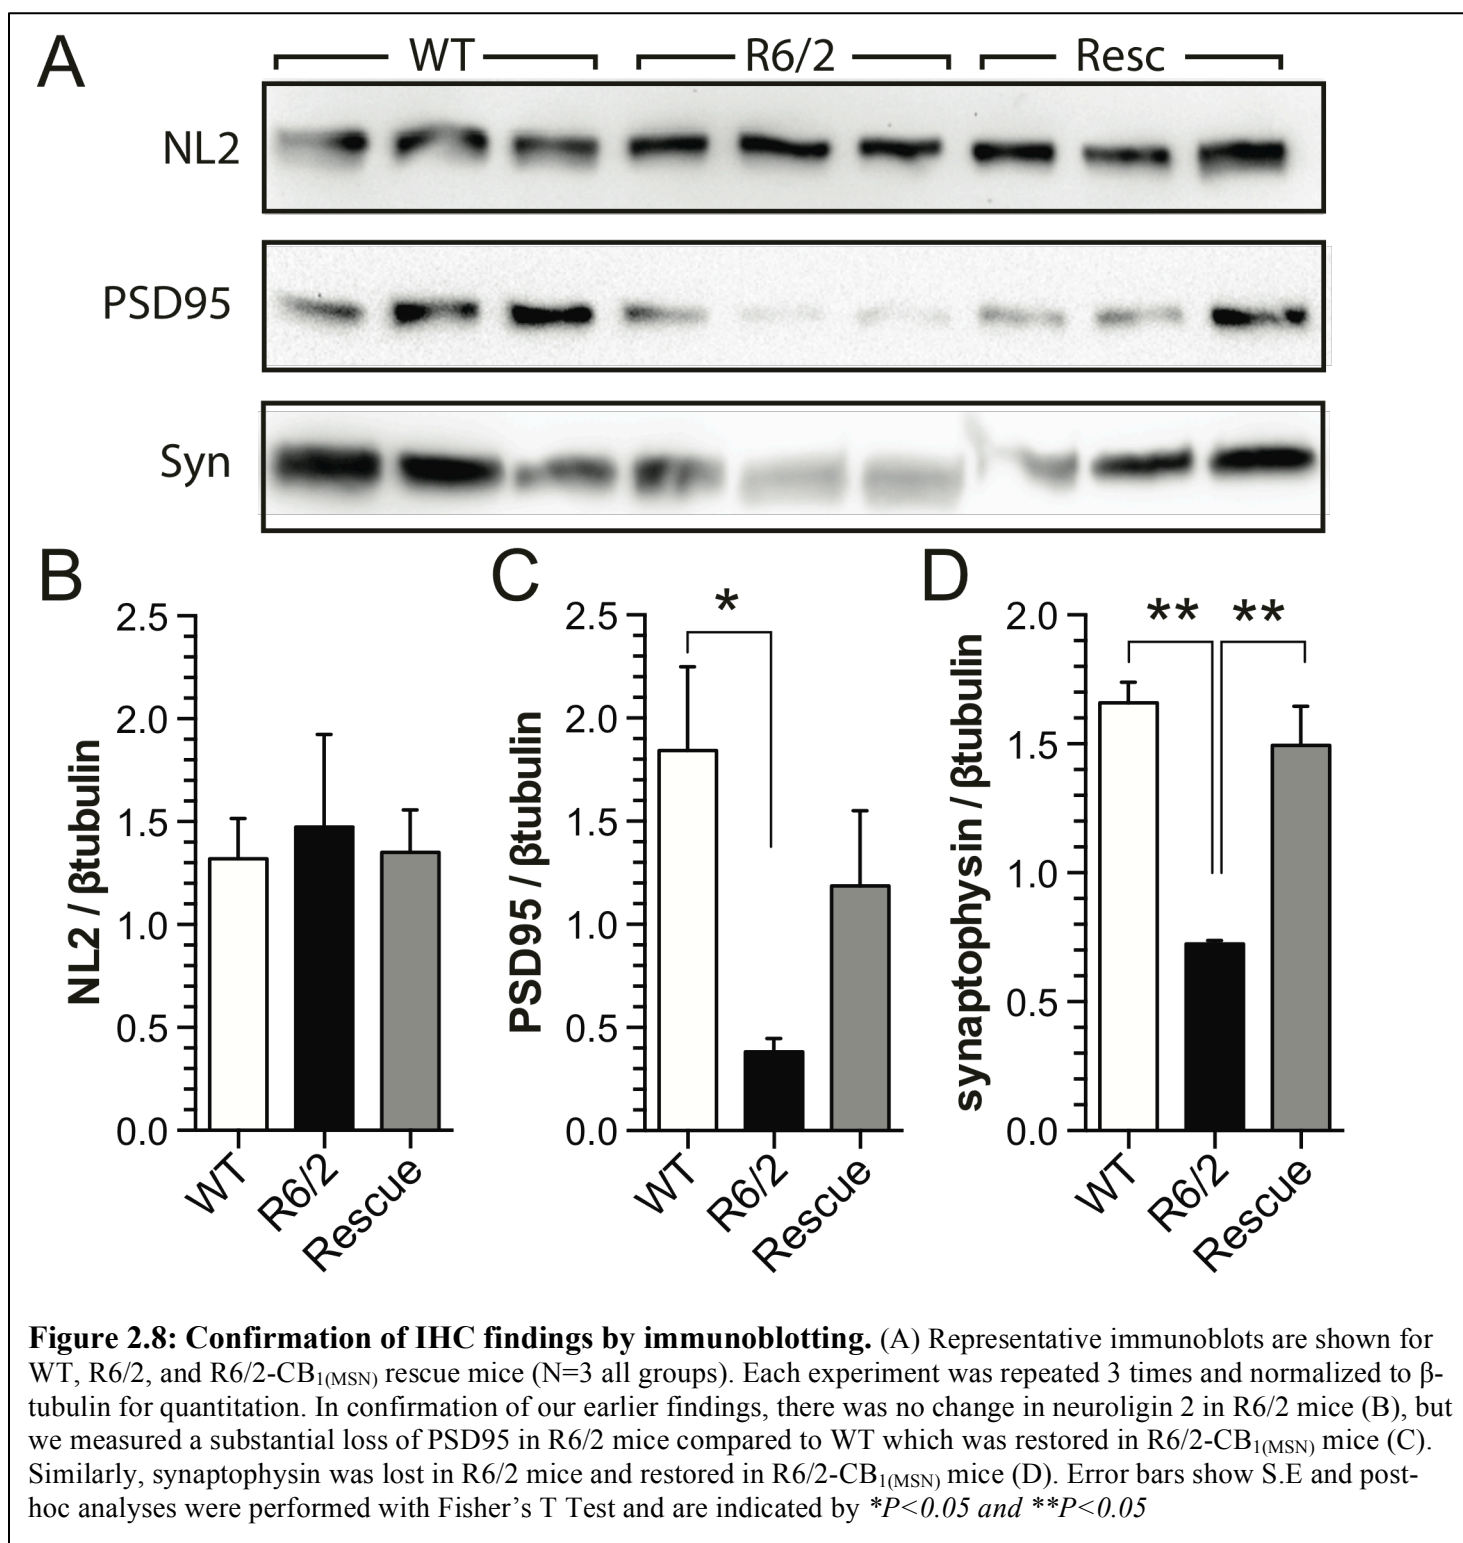 A
WT R6/2 Resc
NL2
PSD95
Syn
B
NL2 / βtubulin
2.5
2.0
1.5
1.0
0.5
0.0
WT
R6/2
Rescue
C
PSD95 / βtubulin
2.5
2.0
1.5
1.0
0.5
0.0
*
WT
R6/2
Rescue
D
synaptophysin / βtubulin
2.0
1.5
1.0
0.5
0.0
** **
WT
R6/2
Rescue
Figure 2.8: Confirmation of IHC findings by immunoblotting. (A) Representative immunoblots are shown for
WT, R6/2, and R6/2-CB1(MSN) rescue mice (N=3 all groups). Each experiment was repeated 3 times and normalized to β-
tubulin for quantitation. In confirmation of our earlier findings, there was no change in neuroligin 2 in R6/2 mice (B), but
we measured a substantial loss of PSD95 in R6/2 mice compared to WT which was restored in R6/2-CB1(MSN) mice (C).
Similarly, synaptophysin was lost in R6/2 mice and restored in R6/2-CB1(MSN) mice (D). Error bars show S.E and post-
hoc analyses were performed with Fisher's T Test and are indicated by *P<0.05 and **P<0.05